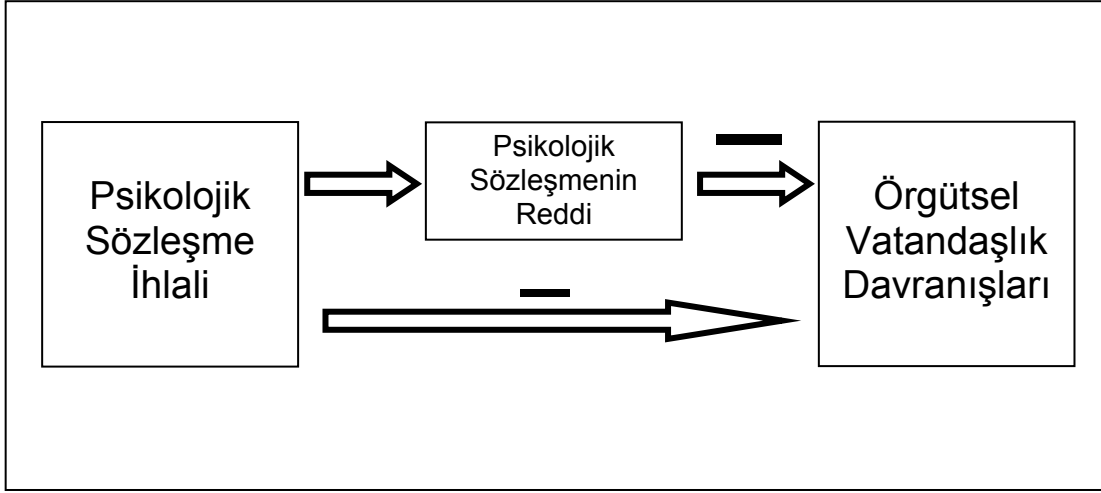 Psikolojik
Sözleşme
İhlali
Psikolojik
Sözleşmenin
Reddi
Örgütsel
Vatandaşlık
Davranışları